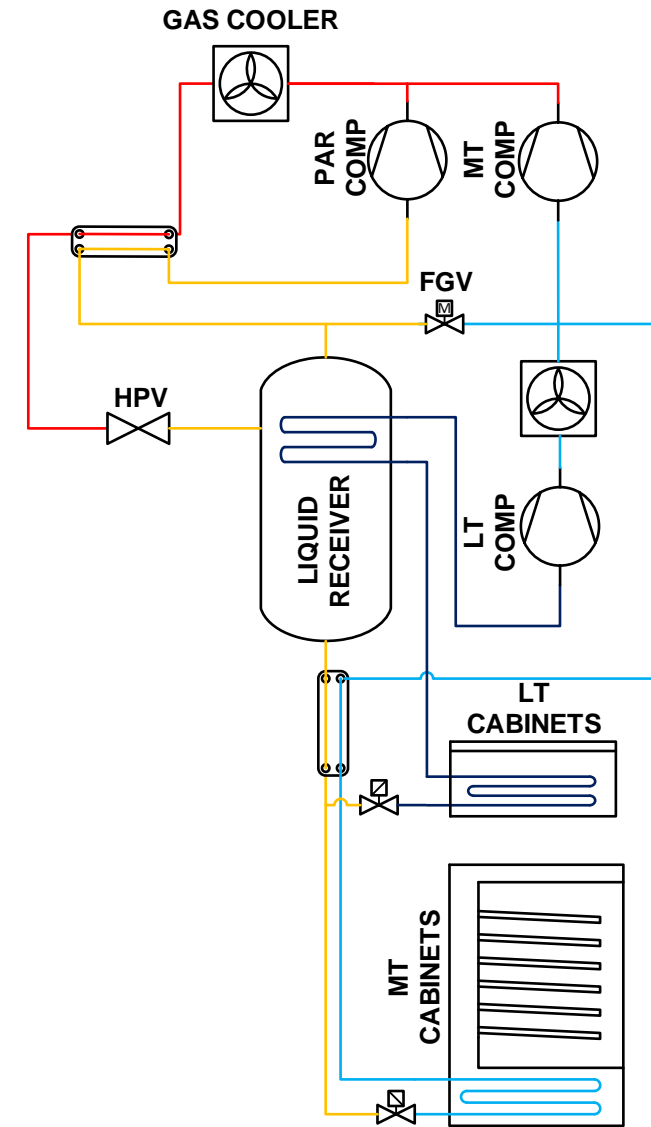 GAS COOLER
PAR
COMP
MT
COMP
FGV
M
HPV
LIQUID
RECEIVER
LT
COMP
LT
CABINETS
MT
CABINETS